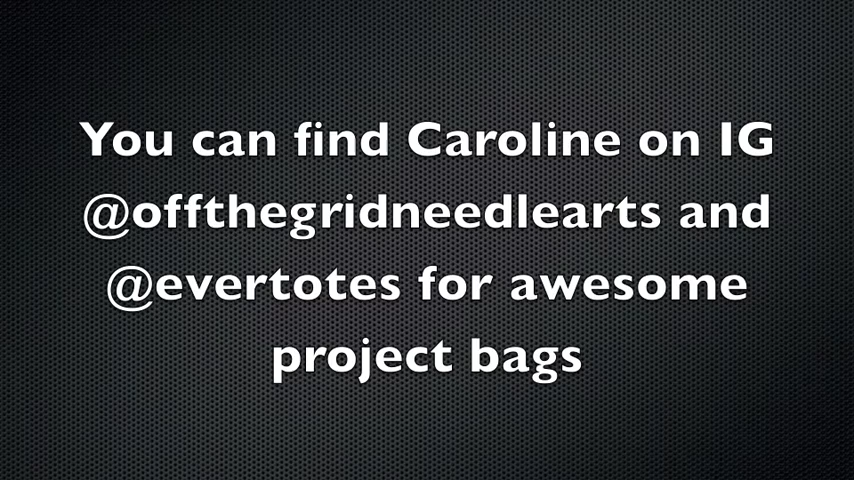 You can find Caroline on IG
@offthegridneedlearts and
@evertotes for awesome
project bags